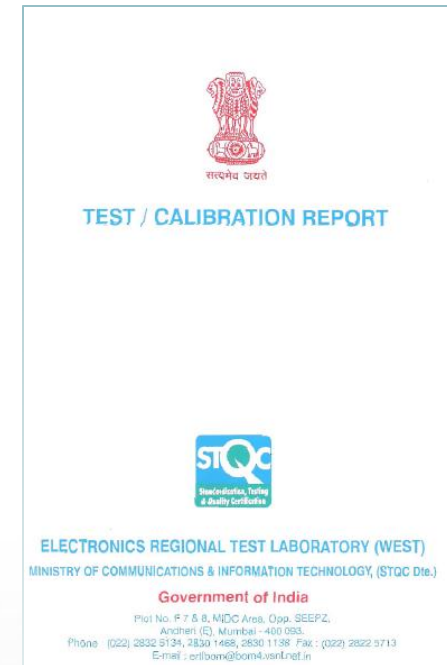 सत्यमेव जयते
TEST / CALIBRATION REPORT
STQC
Standardisation, Testing
& Quality Certification
ELECTRONICS REGIONAL TEST LABORATORY (WEST)
MINISTRY OF COMMUNICATIONS & INFORMATION TECHNOLOGY, (STQC Dte.)
Government of India
Plot No. F 7 & 8, MIDC Area, Opp. SEEPZ,
Andheri (E), Mumbai - 400 093.
Phone : (022) 2832 5134, 2830 1468, 2830 1138 Fax : (022) 2822 5713
E-mail : ertlbom@bom4.vsnl.net.in